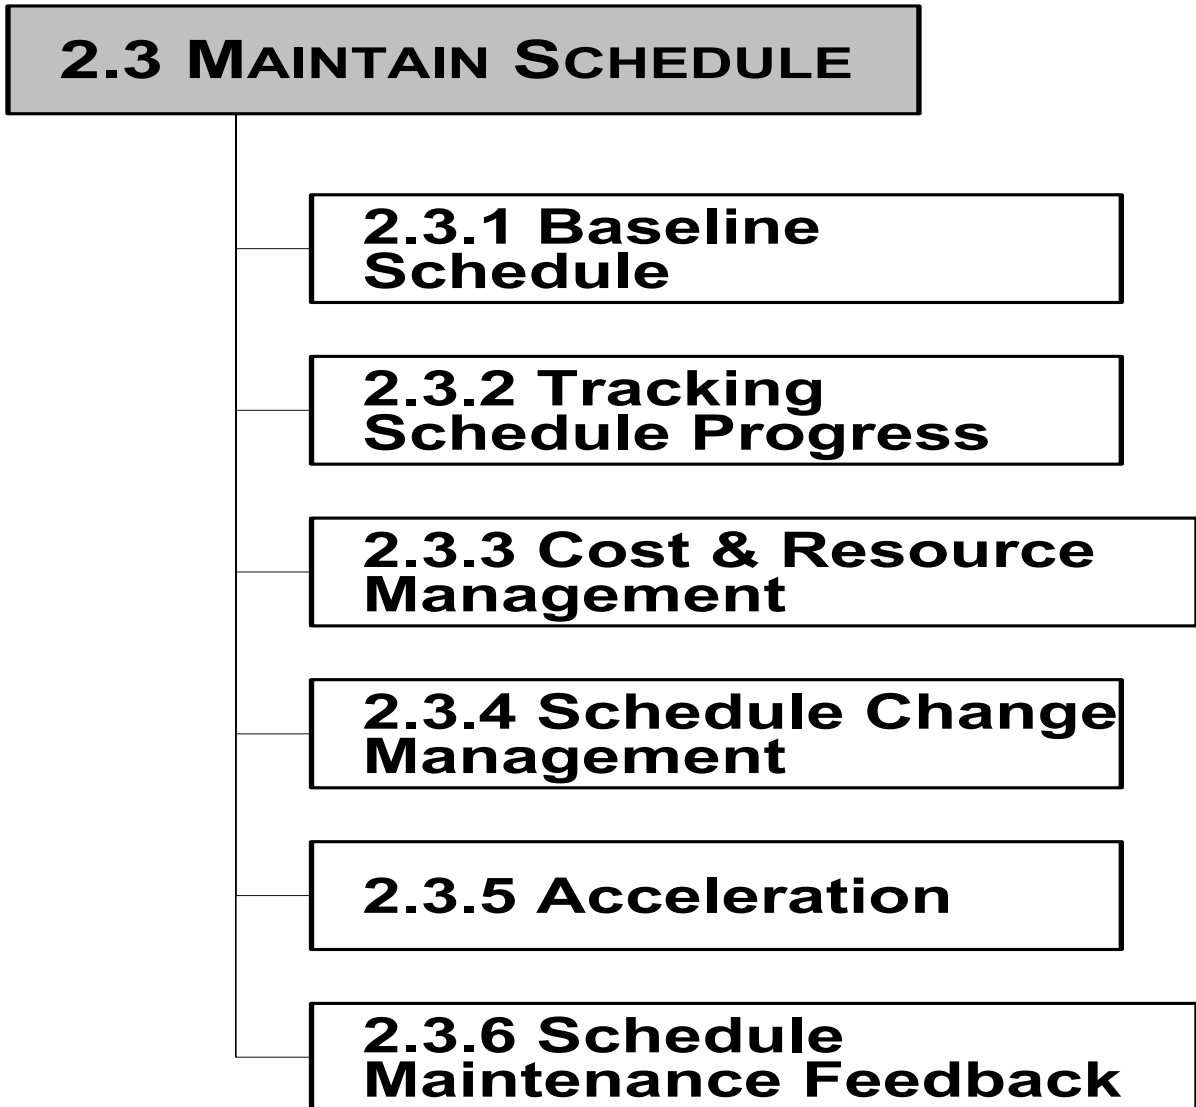 2.3 MAINTAIN SCHEDULE
2.3.1 Baseline
Schedule
2.3.2 Tracking
Schedule Progress
2.3.3 Cost & Resource
Management
2.3.4 Schedule Change
Management
2.3.5 Acceleration
2.3.6 Schedule
Maintenance Feedback